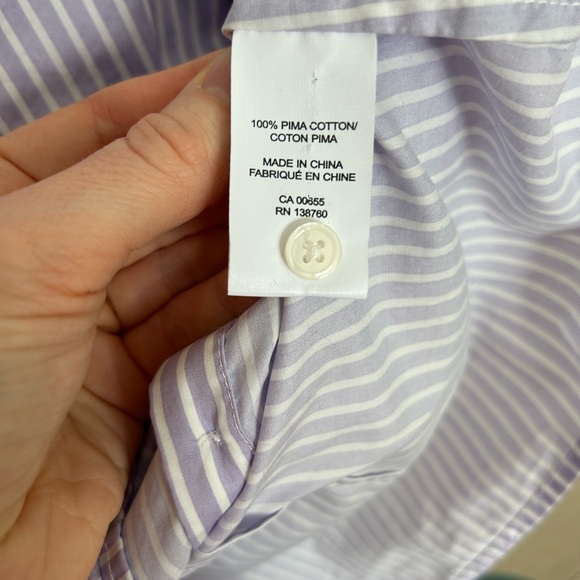 100% PIMA COTTON/
COTON PIMA
MADE IN CHINA
FABRIQUÉ EN CHINE
CA 00655
RN 138760